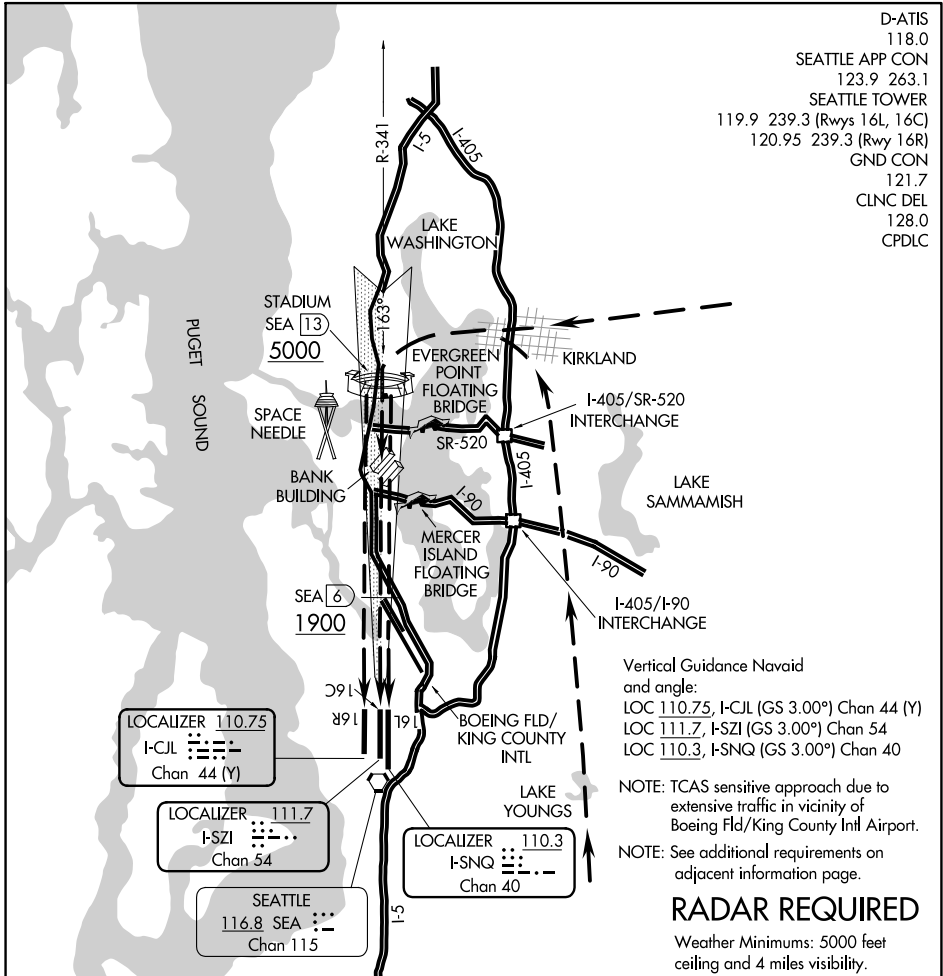 D-ATIS
118.0
SEATTLE APP CON
123.9 263.1
SEATTLE TOWER
119.9 239.3 (Rwys 16L, 16C)
120.95 239.3 (Rwy 16R)
GND CON
121.7
CLNC DEL
128.0
CPDLC
R-341
I-5
I-405
LAKE
WASHINGTON
163°
STADIUM
SEA 13
5000
PUGET SOUND
EVERGREEN
POINT
FLOATING
BRIDGE
KIRKLAND
SPACE
NEEDLE
I-405/SR-520
INTERCHANGE
SR-520
I-405
BANK
BUILDING
I-90
LAKE
SAMMAMISH
MERCER
ISLAND
FLOATING
BRIDGE
I-90
SEA 6
1900
I-405/I-90
INTERCHANGE
16C
16R
16L
BOEING FLD/
KING COUNTY
INTL
Vertical Guidance Navaid
and angle:
LOC 110.75, I-CJL (GS 3.00°) Chan 44 (Y)
LOC 111.7, I-SZI (GS 3.00°) Chan 54
LOC 110.3, I-SNQ (GS 3.00°) Chan 40
LOCALIZER 110.75
I-CJL
Chan 44 (Y)
LAKE
YOUNGS
NOTE: TCAS sensitive approach due to
extensive traffic in vicinity of
Boeing Fld/King County Intl Airport.
LOCALIZER 111.7
I-SZI
Chan 54
LOCALIZER 110.3
I-SNQ
Chan 40
NOTE: See additional requirements on
adjacent information page.
SEATTLE
116.8 SEA
Chan 115
I-5
RADAR REQUIRED
Weather Minimums: 5000 feet
ceiling and 4 miles visibility.